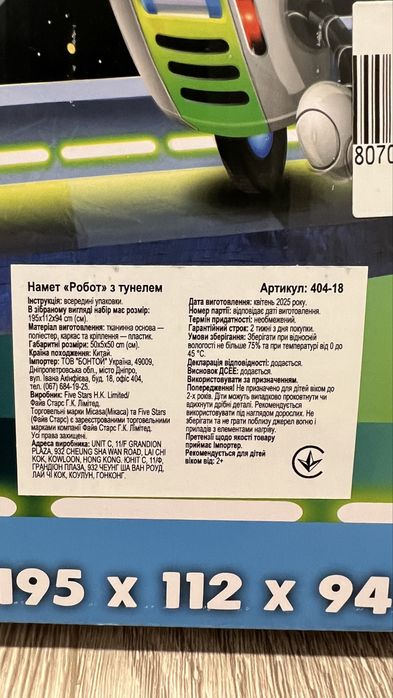 8070
Намет «Робот» з тунелем
Інструкція: всередині упаковки.
В зібраному вигляді набір має розмір:
195x112x94 cm (см).
Матеріал виготовлення: тканинна основа –
поліестер, каркас та кріплення – пластик.
Габаритні розміри: 50x5x50 cm (см).
Країна походження: Китай.
Імпортер: ТОВ "БОНТОЙ" Україна, 49009,
Дніпропетровська обл., місто Дніпро,
вул. Івана Акінфієва, буд. 18, офіс 404,
тел. (067) 684-19-25.
Виробник: Five Stars H.K. Limited/
Файв Старс Г.К. Лімітед.
Торговельні марки Micasa(Мікаса) та Five Stars
(Файв Старс) є зареєстрованими торговельними
марками компанії Файв Старс Г.К. Лімітед.
Усі права захищені.
Адреса виробника: UNIT C, 11/F GRANDION
PLAZA, 932 CHEUNG SHA WAN ROAD, LAI CHI
KOK, KOWLOON, HONG KONG. ЮНІТ С, 11/Ф,
ГРАНДІОН ПЛАЗА, 932 ЧЕУНГ ША ВАН РОУД,
ЛАЙ ЧІ КОК, КОУЛУН, ГОНКОНГ.
Артикул: 404-18
Дата виготовлення: квітень 2025 року.
Номер партії: відповідає даті виготовлення.
Термін придатності: необмежений.
Гарантійний строк: 2 тижні з дня покупки.
Умови зберігання: Зберігати при відносній
вологості не більше 75% та при температурі від 0 до
45 °С.
Декларація відповідності: додається.
Висновок ДСЕЕ: додається.
Використовувати за призначенням.
Попередження! Не призначено для дітей віком до
2-х років. Діти можуть випадково проковтнути чи
вдихнути дрібні деталі. Рекомендується
використовувати під наглядом дорослих. Не
зберігати та не грати поблизу джерел вогню і
приладів з елементами нагріву.
Претензії щодо якості товару
приймає Імпортер.
Рекомендується для дітей
віком від: 2+
195 x 112 x 94